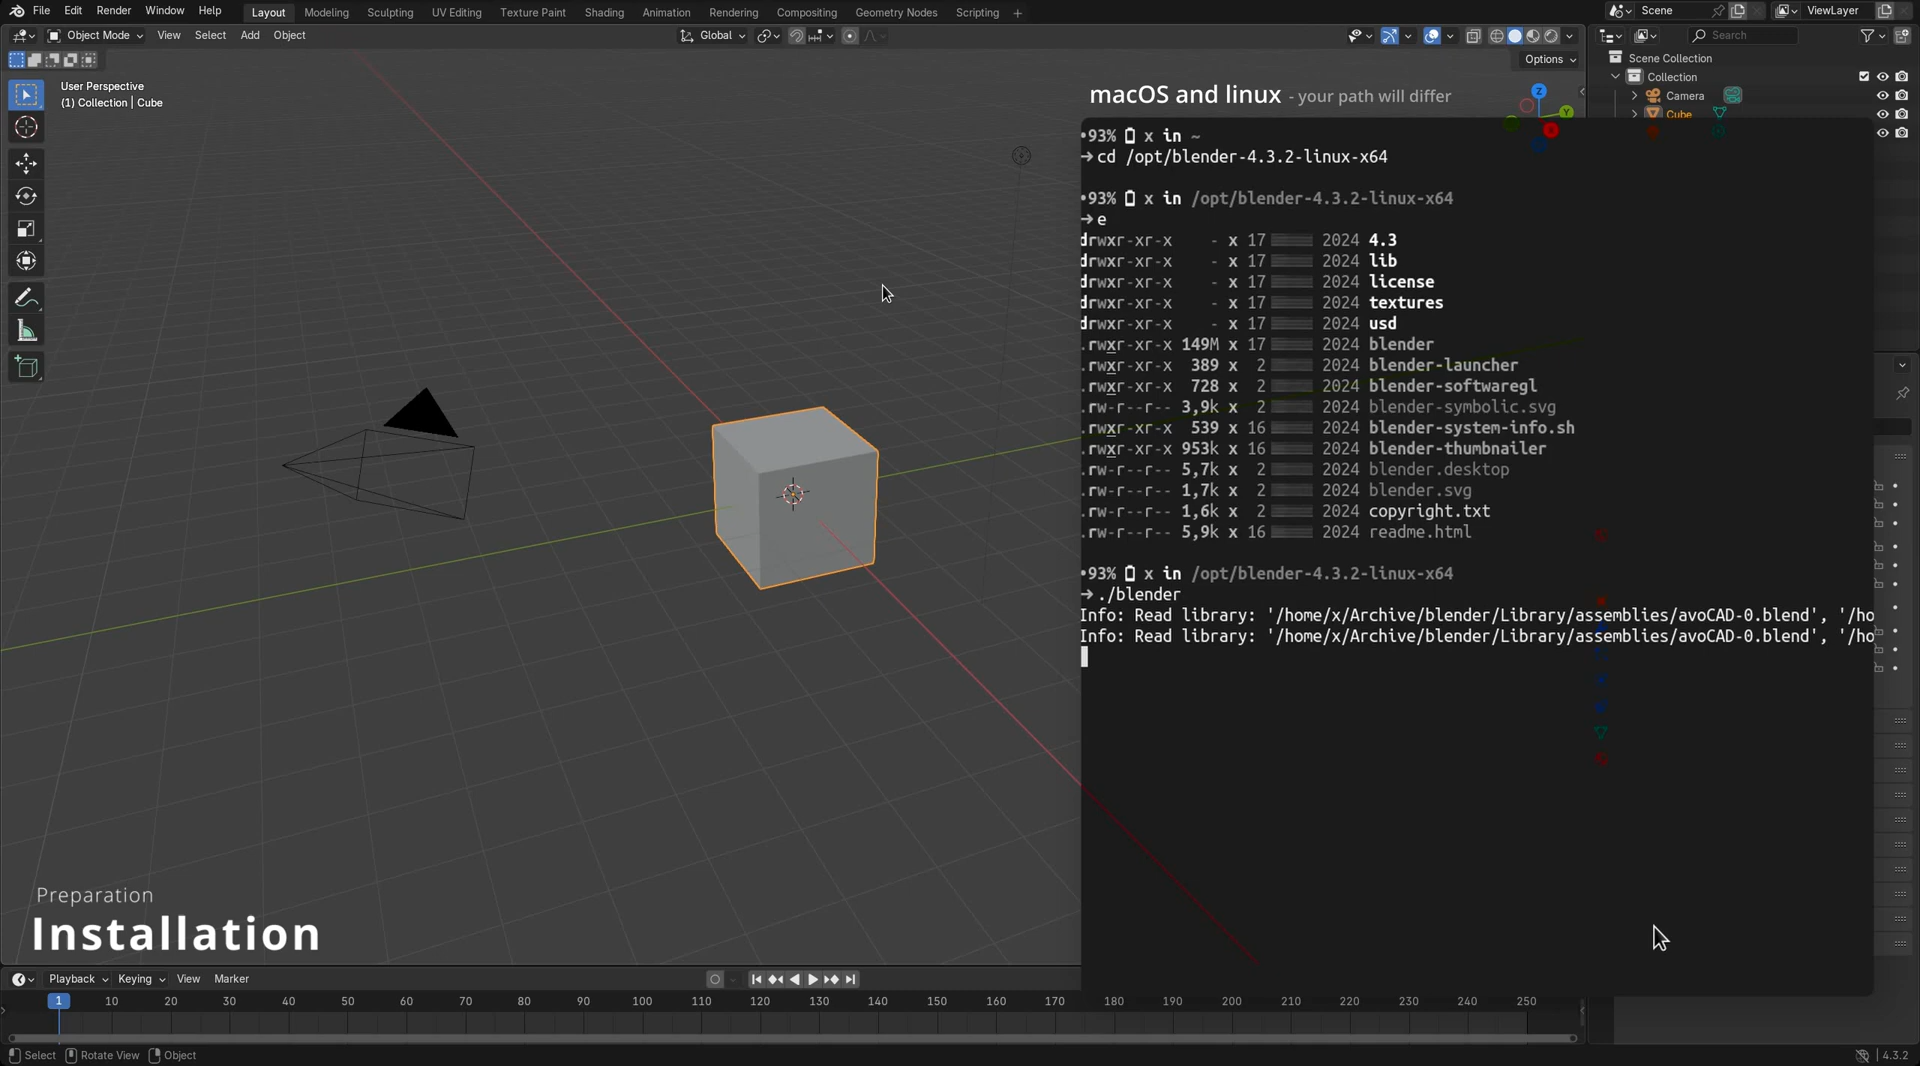 File Edit Render Window Help Layout Modeling Sculpting UV Editing Texture Paint Shading Animation Rendering Compositing Geometry Nodes Scripting + Scene ViewLayer
Object Mode View Select Add Object Global Search
Options
User Perspective
(1) Collection | Cube
Scene Collection
Collection
Camera
Cube
Z
Y
X
macOS and linux - your path will differ
•93% x in ~
→ cd /opt/blender-4.3.2-linux-x64
•93% x in /opt/blender-4.3.2-linux-x64
→ e
drwxr-xr-x - x 17 2024 4.3
drwxr-xr-x - x 17 2024 lib
drwxr-xr-x - x 17 2024 license
drwxr-xr-x - x 17 2024 textures
drwxr-xr-x - x 17 2024 usd
.rwxr-xr-x 149M x 17 2024 blender
.rwxr-xr-x 389 x 2 2024 blender-launcher
.rwxr-xr-x 728 x 2 2024 blender-softwaregl
.rw-r--r-- 3,9k x 2 2024 blender-symbolic.svg
.rwxr-xr-x 539 x 16 2024 blender-system-info.sh
.rwxr-xr-x 953k x 16 2024 blender-thumbnailer
.rw-r--r-- 5,7k x 2 2024 blender.desktop
.rw-r--r-- 1,7k x 2 2024 blender.svg
.rw-r--r-- 1,6k x 2 2024 copyright.txt
.rw-r--r-- 5,9k x 16 2024 readme.html
•93% x in /opt/blender-4.3.2-linux-x64
→ ./blender
Info: Read library: '/home/x/Archive/blender/Library/assemblies/avoCAD-0.blend', '/ho
Info: Read library: '/home/x/Archive/blender/Library/assemblies/avoCAD-0.blend', '/ho
Preparation
Installation
Playback Keying View Marker
1 10 20 30 40 50 60 70 80 90 100 110 120 130 140 150 160 170 180 190 200 210 220 230 240 250
Select Rotate View Object 4.3.2